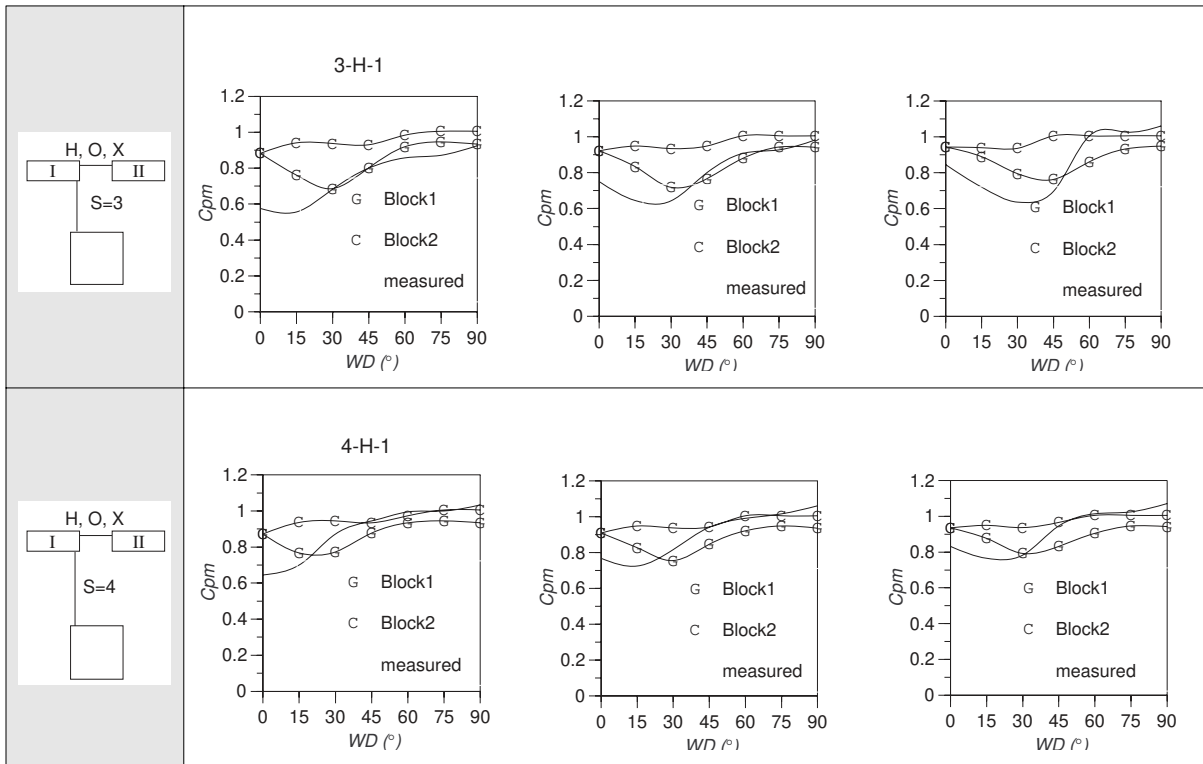 H, O, X
I II
S=3
3-H-1
Cpm
1.2
1
0.8
0.6
0.4
0.2
0
0 15 30 45 60 75 90
WD (°)
G Block1
C Block2
measured
1.2
1
0.8
0.6
0.4
0.2
0
0 15 30 45 60 75 90
Cpm
WD (°)
G Block1
C Block2
measured
1.2
1
0.8
0.6
0.4
0.2
0
0 15 30 45 60 75 90
Cpm
WD (°)
G Block1
C Block2
measured
H, O, X
I II
S=4
4-H-1
Cpm
1.2
1
0.8
0.6
0.4
0.2
0
0 15 30 45 60 75 90
WD (°)
G Block1
C Block2
measured
1.2
1
0.8
0.6
0.4
0.2
0
0 15 30 45 60 75 90
Cpm
WD (°)
G Block1
C Block2
measured
1.2
1
0.8
0.6
0.4
0.2
0
0 15 30 45 60 75 90
Cpm
WD (°)
G Block1
C Block2
measured